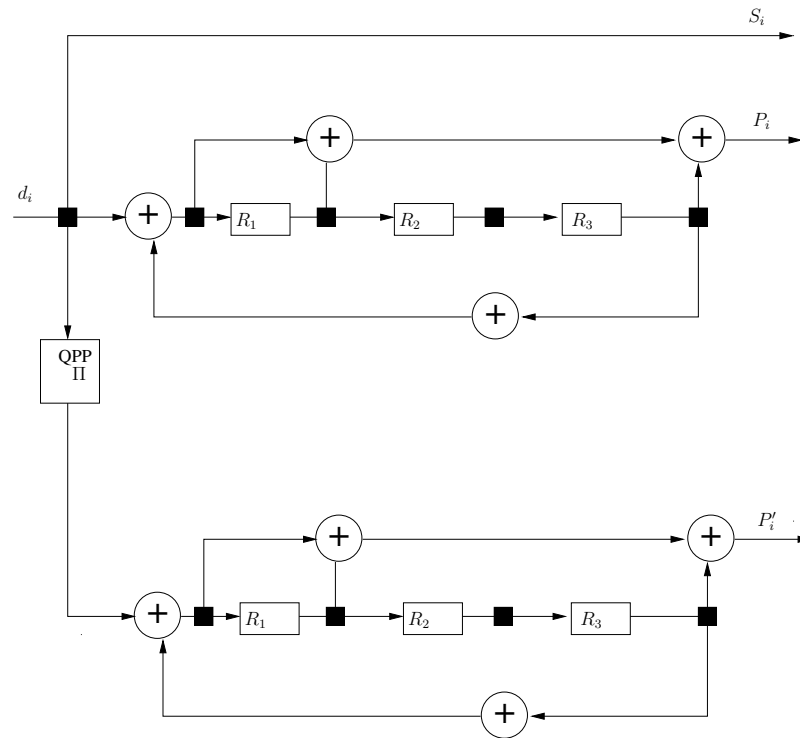 S_i
P_i
d_i
+
+
+
R_1
R_2
R_3
+
QPP
Π
P'_i
+
+
+
R_1
R_2
R_3
+